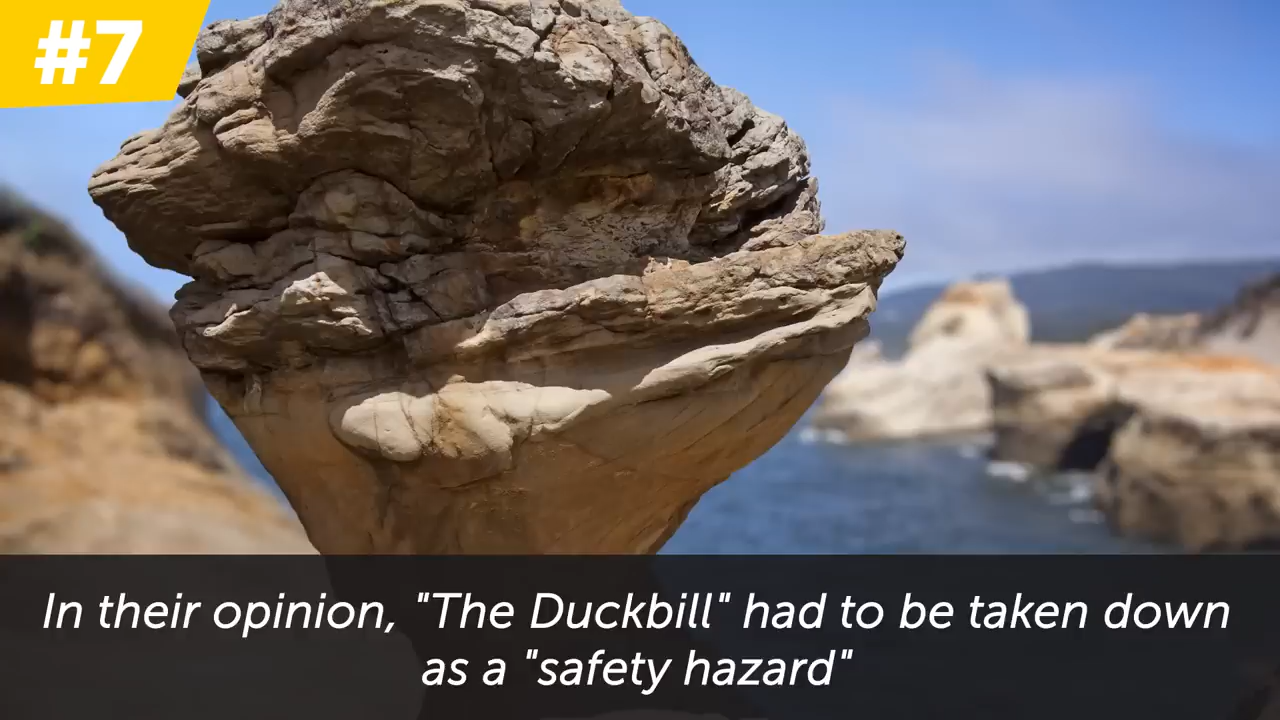 #7
In their opinion, "The Duckbill" had to be taken down
as a "safety hazard"